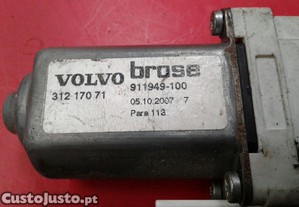 VOLVO brose
312 170 71 911949-100
05.10.2007 7
Para 113
CustoJusto.pt